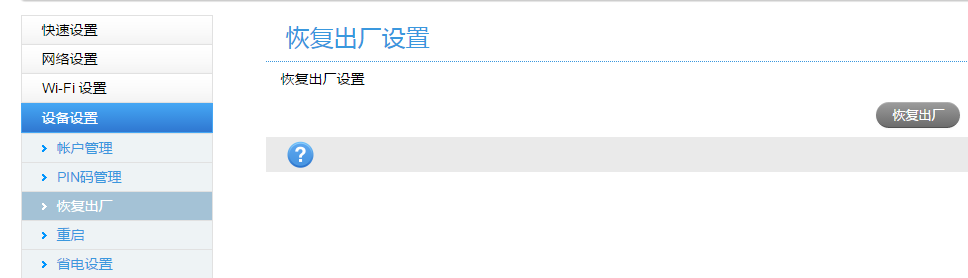 快速设置
网络设置
Wi-Fi 设置
设备设置
帐户管理
PIN码管理
恢复出厂
重启
省电设置
恢复出厂设置
恢复出厂设置
恢复出厂
?